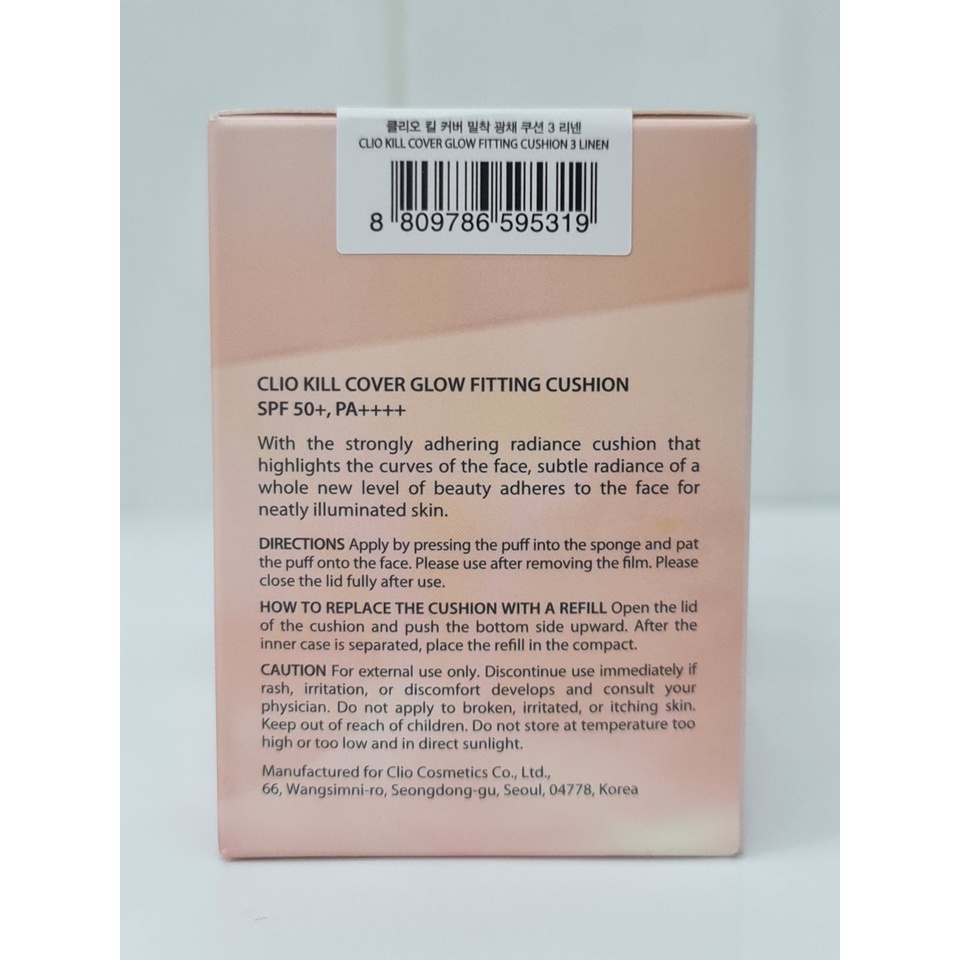 클리오 킬 커버 밀착 광채 쿠션 3 리넨
CLIO KILL COVER GLOW FITTING CUSHION 3 LINEN
8 809786 595319
CLIO KILL COVER GLOW FITTING CUSHION
SPF 50+, PA++++
With the strongly adhering radiance cushion that
highlights the curves of the face, subtle radiance of a
whole new level of beauty adheres to the face for
neatly illuminated skin.
DIRECTIONS Apply by pressing the puff into the sponge and pat
the puff onto the face. Please use after removing the film. Please
close the lid fully after use.
HOW TO REPLACE THE CUSHION WITH A REFILL Open the lid
of the cushion and push the bottom side upward. After the
inner case is separated, place the refill in the compact.
CAUTION For external use only. Discontinue use immediately if
rash, irritation, or discomfort develops and consult your
physician. Do not apply to broken, irritated, or itching skin.
Keep out of reach of children. Do not store at temperature too
high or too low and in direct sunlight.
Manufactured for Clio Cosmetics Co., Ltd.,
66, Wangsimni-ro, Seongdong-gu, Seoul, 04778, Korea